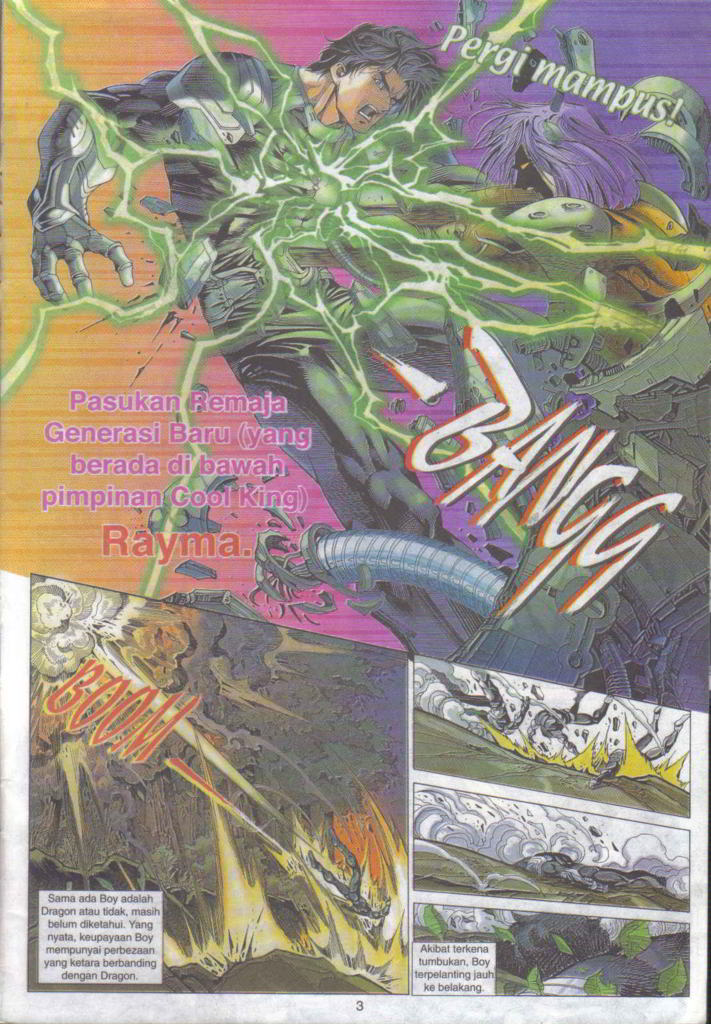 Pergi mampus!
Pasukan Remaja
Generasi Baru (yang
berada di bawah
pimpinan Cool King)
Rayma.
BANGG
BOOM
Sama ada Boy adalah
Dragon atau tidak, masih
belum diketahui. Yang
nyata, keupayaan Boy
mempunyai perbezaan
yang ketara berbanding
dengan Dragon.
Akibat terkena
tumbukan, Boy
terpelanting jauh
ke belakang.
3